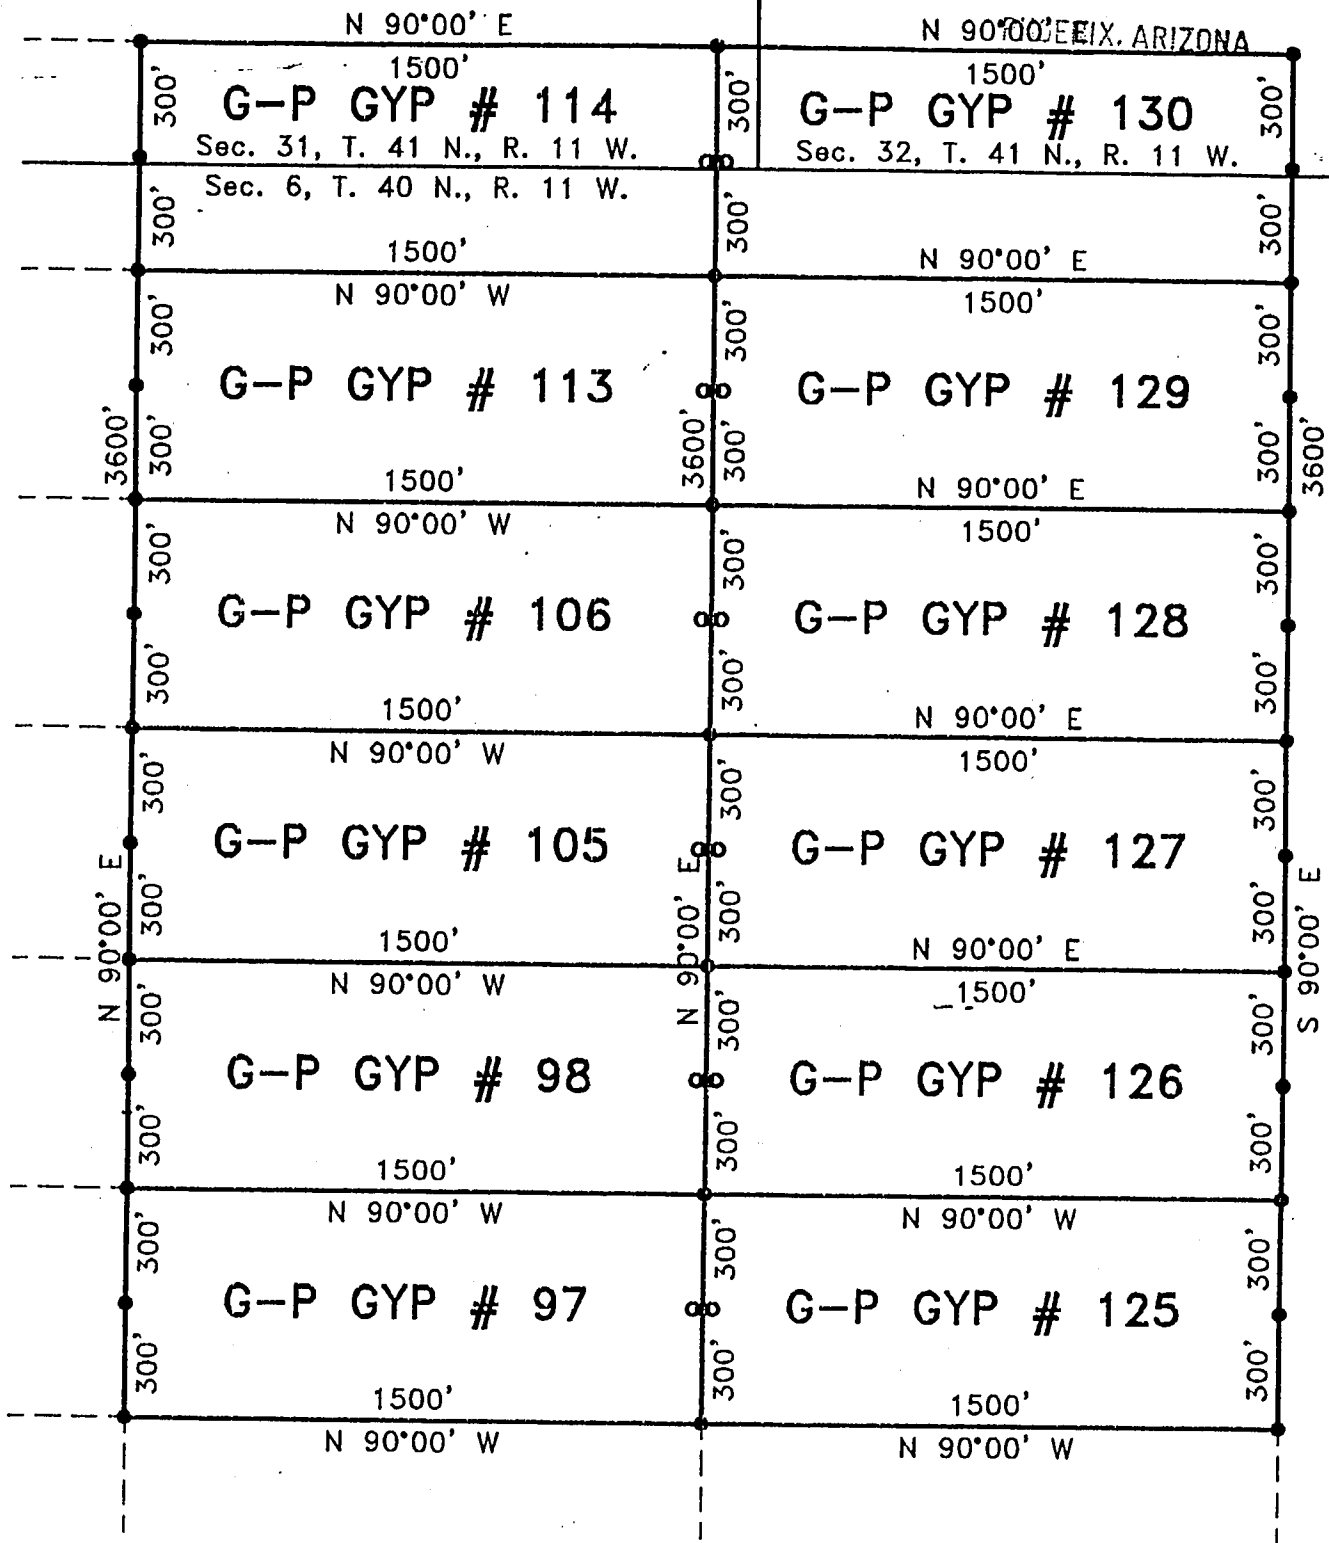 N 90°00' E
N 90°00' E
ARIZONA
1500'
1500'
300'
300'
300'
G-P GYP # 114
G-P GYP # 130
Sec. 31, T. 41 N., R. 11 W.
Sec. 32, T. 41 N., R. 11 W.
Sec. 6, T. 40 N., R. 11 W.
300'
300'
300'
1500'
N 90°00' E
N 90°00' W
1500'
300'
300'
300'
G-P GYP # 113
G-P GYP # 129
3600'
300'
3600'
300'
300'
3600'
1500'
N 90°00' E
N 90°00' W
1500'
300'
300'
300'
G-P GYP # 106
G-P GYP # 128
300'
300'
300'
1500'
N 90°00' E
N 90°00' W
1500'
300'
300'
300'
G-P GYP # 105
G-P GYP # 127
N 90°00' E
300'
N 90°00' E
300'
300'
S 90°00' E
1500'
N 90°00' E
N 90°00' W
1500'
300'
300'
300'
G-P GYP # 98
G-P GYP # 126
300'
300'
300'
1500'
1500'
N 90°00' W
N 90°00' W
300'
300'
300'
G-P GYP # 97
G-P GYP # 125
300'
300'
300'
1500'
1500'
N 90°00' W
N 90°00' W